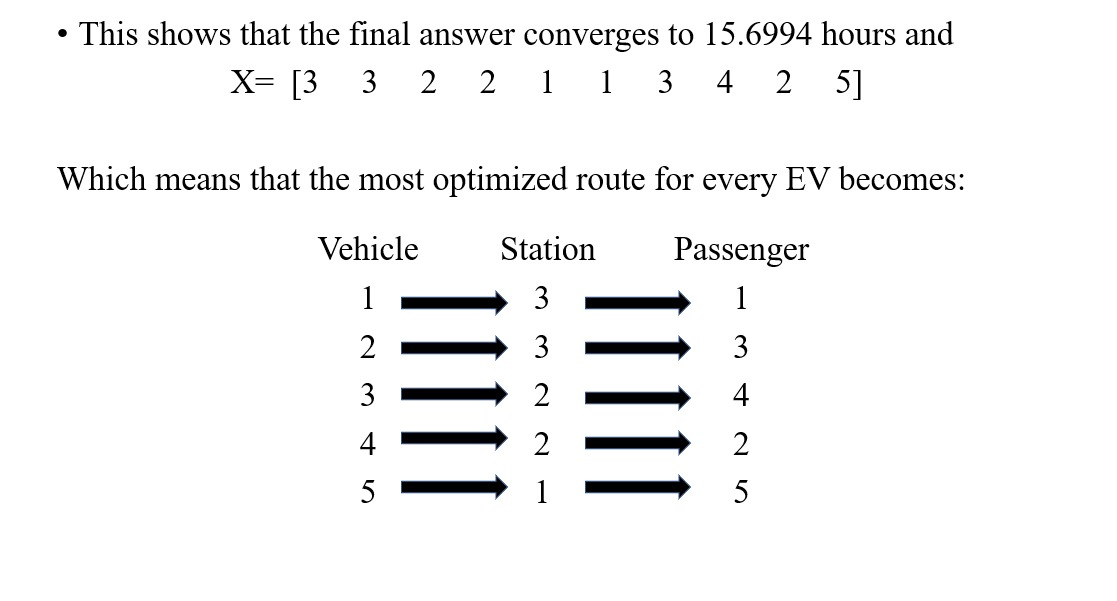 • This shows that the final answer converges to 15.6994 hours and
X= [3 3 2 2 1 1 3 4 2 5]
Which means that the most optimized route for every EV becomes:
Vehicle Station Passenger
1 3 1
2 3 3
3 2 4
4 2 2
5 1 5